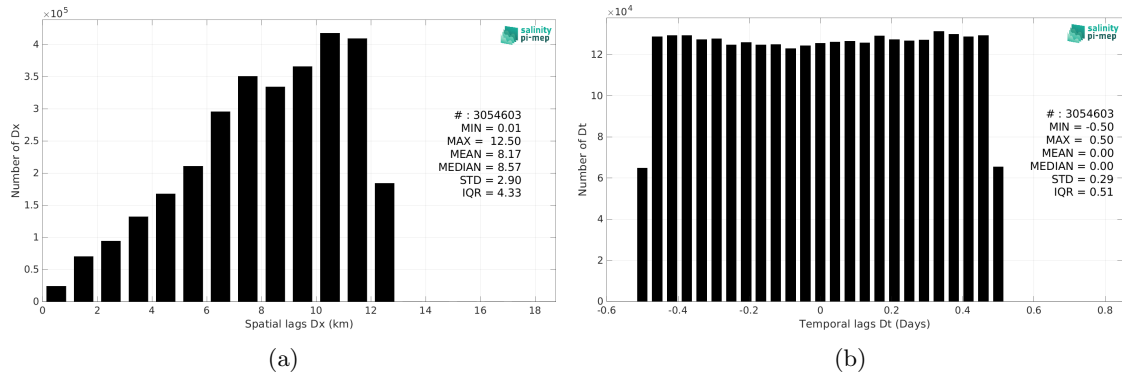 ×10⁵
4
3.5
3
2.5
2
1.5
1
0.5
0
Number of Dx
0 2 4 6 8 10 12 14 16 18
Spatial lags Dx (km)
salinity
pi-mep
# : 3054603
MIN = 0.01
MAX = 12.50
MEAN = 8.17
MEDIAN = 8.57
STD = 2.90
IQR = 4.33
(a)
×10⁴
12
10
8
6
4
2
0
Number of Dt
-0.6 -0.4 -0.2 0 0.2 0.4 0.6 0.8
Temporal lags Dt (Days)
salinity
pi-mep
# : 3054603
MIN = -0.50
MAX = 0.50
MEAN = 0.00
MEDIAN = 0.00
STD = 0.29
IQR = 0.51
(b)